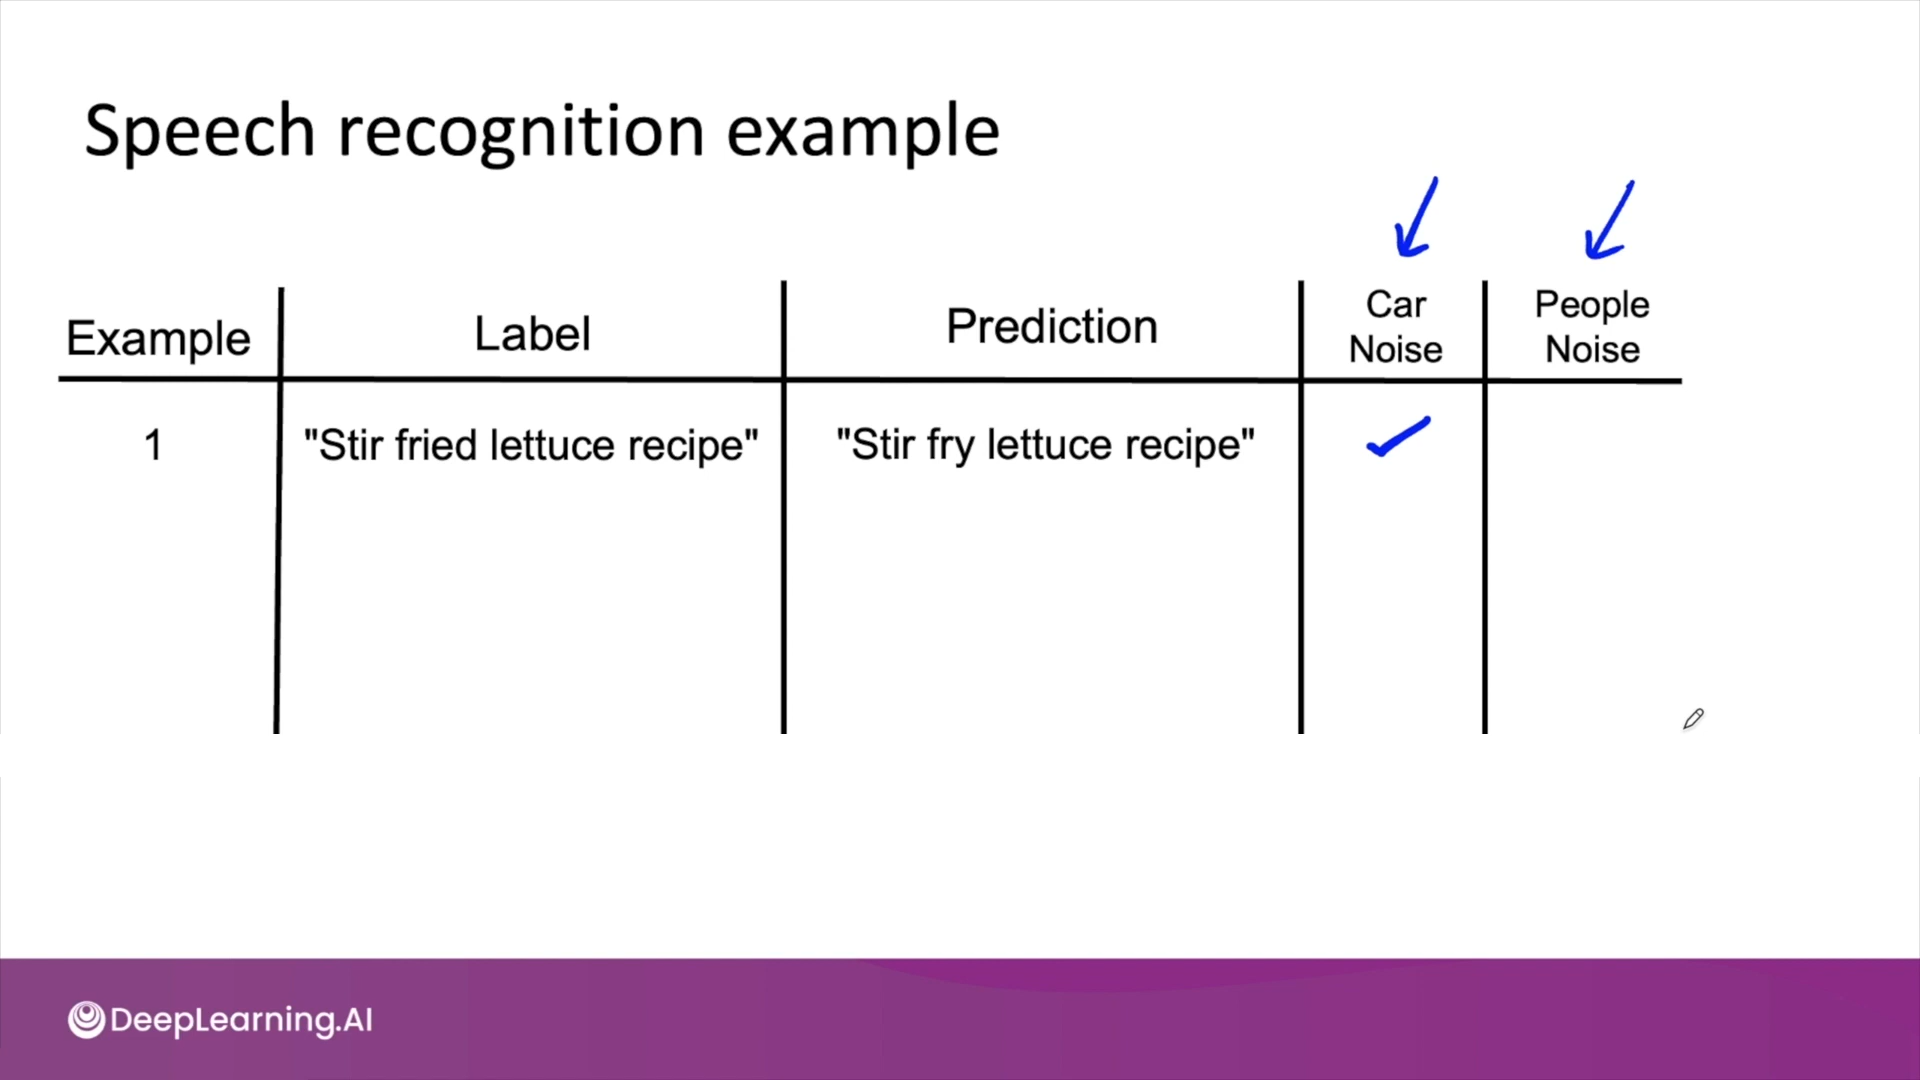 Speech recognition example
Example Label Prediction Car Noise People Noise
1 "Stir fried lettuce recipe" "Stir fry lettuce recipe"
DeepLearning.AI